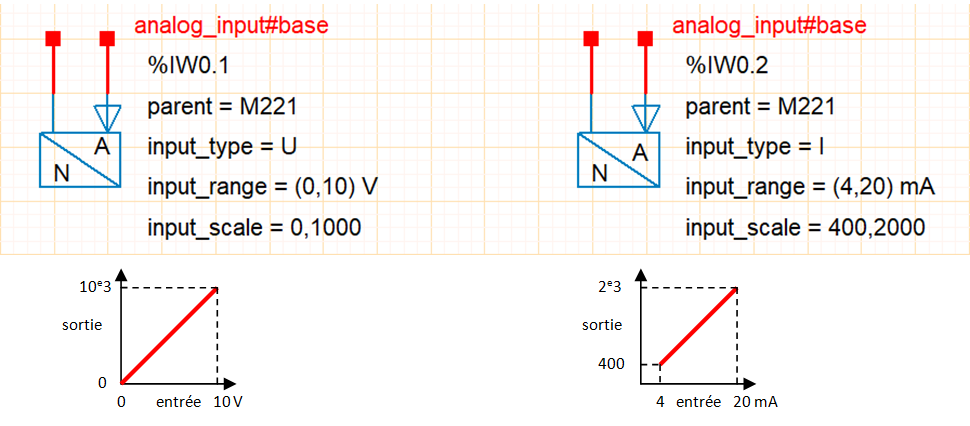 analog_input#base
%IW0.1
parent = M221
input_type = U
input_range = (0,10) V
input_scale = 0,1000
A
N
analog_input#base
%IW0.2
parent = M221
input_type = I
input_range = (4,20) mA
input_scale = 400,2000
A
N
10e3
sortie
0
0 entrée 10 V
2e3
sortie
400
4 entrée 20 mA